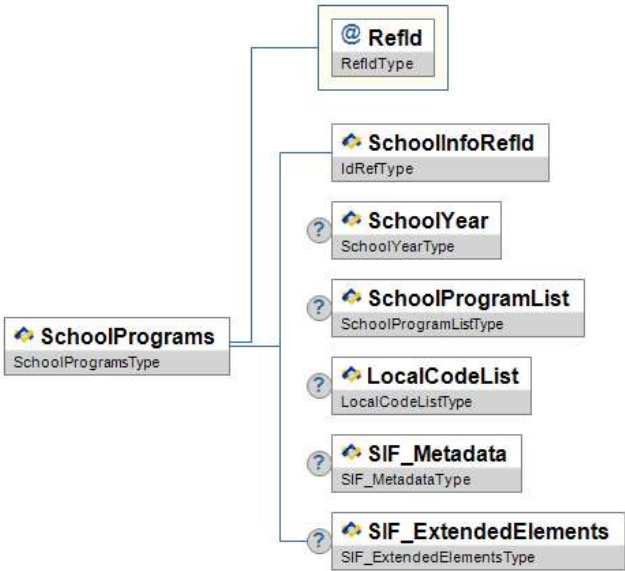 @ RefId
RefIdType
SchoolInfoRefId
IdRefType
? SchoolYear
SchoolYearType
? SchoolProgramList
SchoolProgramListType
SchoolPrograms
SchoolProgramsType
? LocalCodeList
LocalCodeListType
? SIF_Metadata
SIF_MetadataType
? SIF_ExtendedElements
SIF_ExtendedElementsType